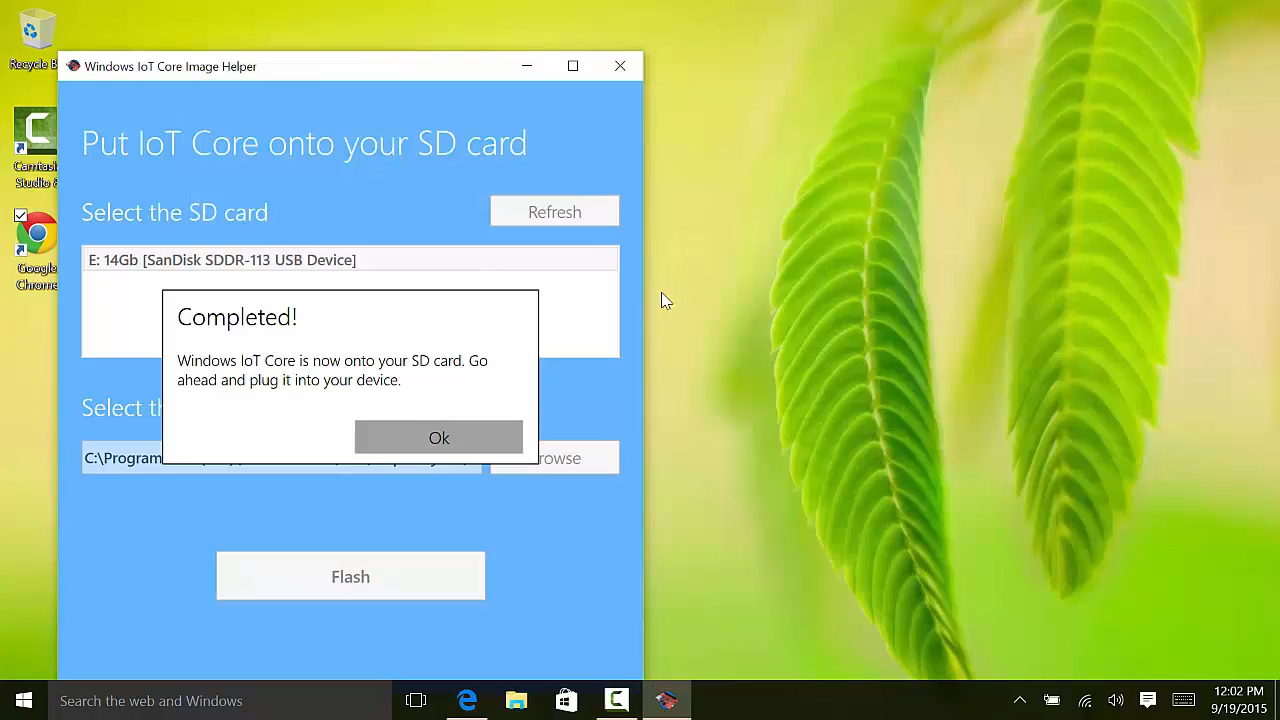 Recycle B
Camtas
Studio 8
Google
Chrome
Windows IoT Core Image Helper
Put IoT Core onto your SD card
Select the SD card
Refresh
E: 14Gb [SanDisk SDDR-113 USB Device]
Completed!
Windows IoT Core is now onto your SD card. Go
ahead and plug it into your device.
Ok
Select th
C:\Program
rowse
Flash
Search the web and Windows
12:02 PM
9/19/2015